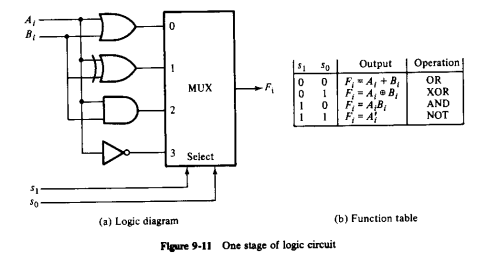 A_i
B_i
0
1
MUX
F_i
2
3
Select
s_1
s_0
(a) Logic diagram
s_1 s_0 Output Operation
0 0 F_i = A_i + B_i OR
0 1 F_i = A_i ⊕ B_i XOR
1 0 F_i = A_iB_i AND
1 1 F_i = A_i' NOT
(b) Function table
Figure 9-11 One stage of logic circuit